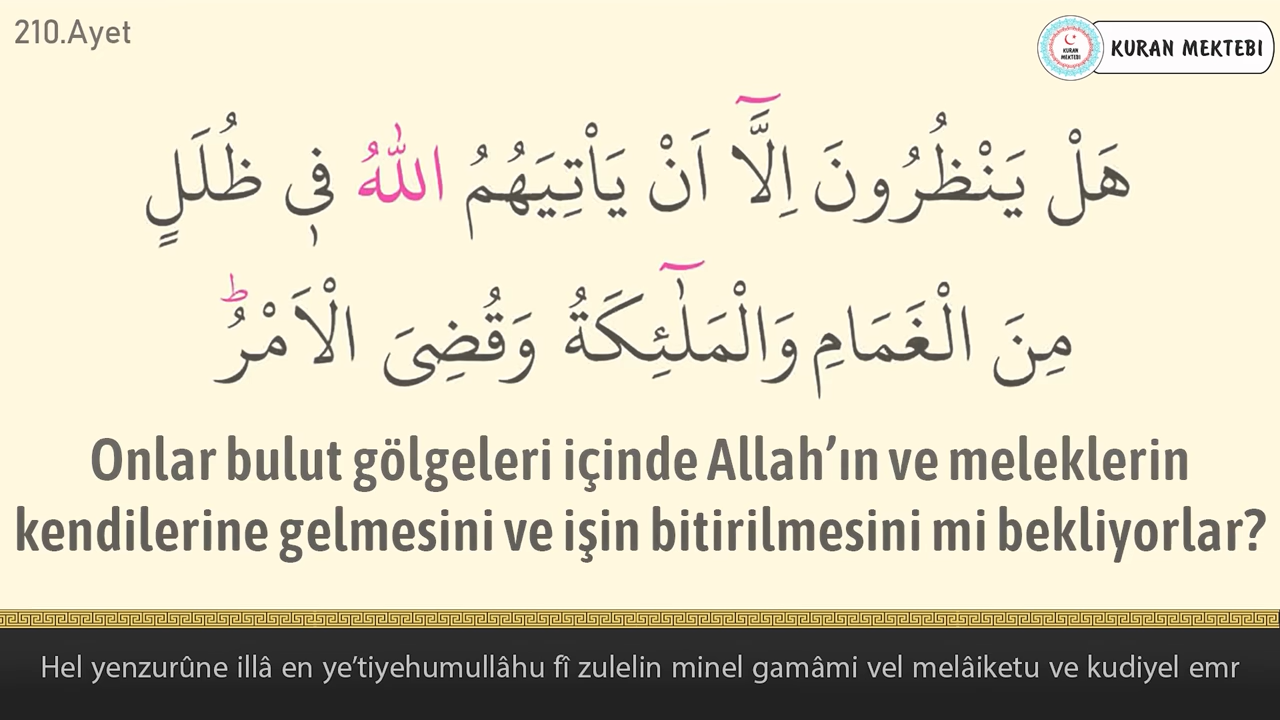 210.Ayet
KURAN MEKTEBI
KURAN
MEKTEBİ
هَلْ يَنْظُرُونَ اِلَّٓا اَنْ يَأْتِيَهُمُ اللّٰهُ ف۪ي ظُلَلٍ
مِنَ الْغَمَامِ وَالْمَلٰٓئِكَةُ وَقُضِيَ الْاَمْرُۜ
Onlar bulut gölgeleri içinde Allah’ın ve meleklerin
kendilerine gelmesini ve işin bitirilmesini mi bekliyorlar?
Hel yenzurûne illâ en ye’tiyehumullâhu fî zulelin minel gamâmi vel melâiketu ve kudiyel emr